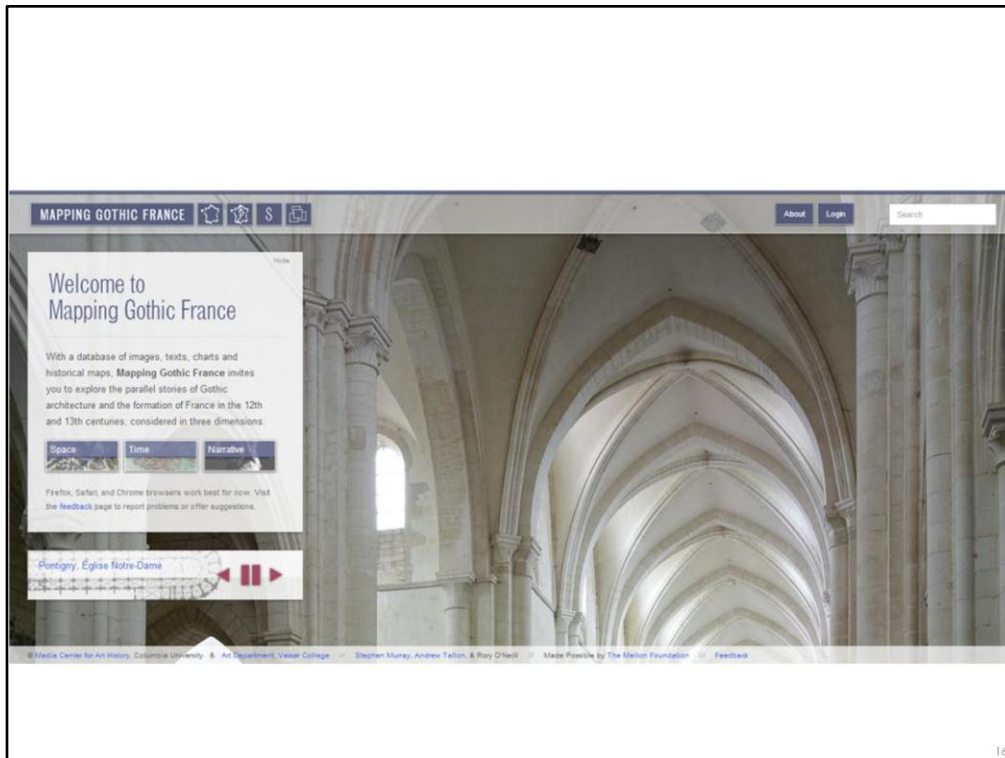 MAPPING GOTHIC FRANCE S About Login Search
Hide
Welcome to
Mapping Gothic France
With a database of images, texts, charts and
historical maps, Mapping Gothic France invites
you to explore the parallel stories of Gothic
architecture and the formation of France in the 12th
and 13th centuries, considered in three dimensions:
Space Time Narrative
Firefox, Safari, and Chrome browsers work best for now. Visit
the feedback page to report problems or offer suggestions.
Pontigny, Église Notre-Dame
© Media Center for Art History, Columbia University & Art Department, Vassar College // Stephen Murray, Andrew Tallon, & Rory O'Neill // Made Possible by The Mellon Foundation // Feedback
16